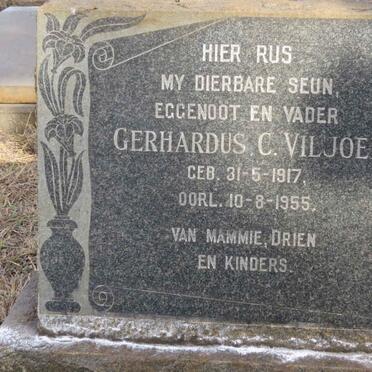 HIER RUS
MY DIERBARE SEUN,
EGGENOOT EN VADER
GERHARDUS C. VILJOE
GEB. 31-5-1917,
OORL. 10-8-1955.
VAN MAMMIE, DRIEN
EN KINDERS.